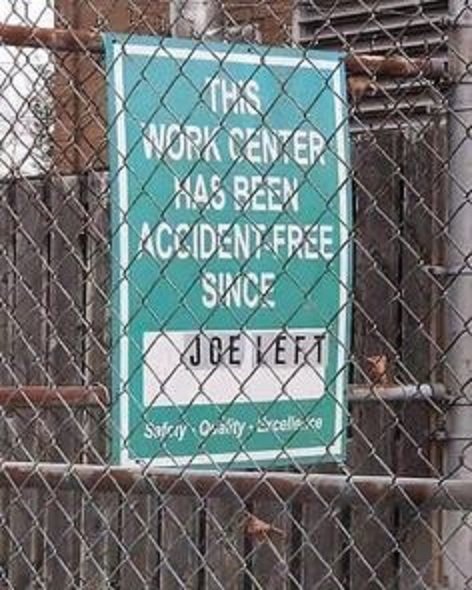 THIS
WORK CENTER
HAS BEEN
ACCIDENT-FREE
SINCE
JOE LEFT
Safety - Quality - Excellence